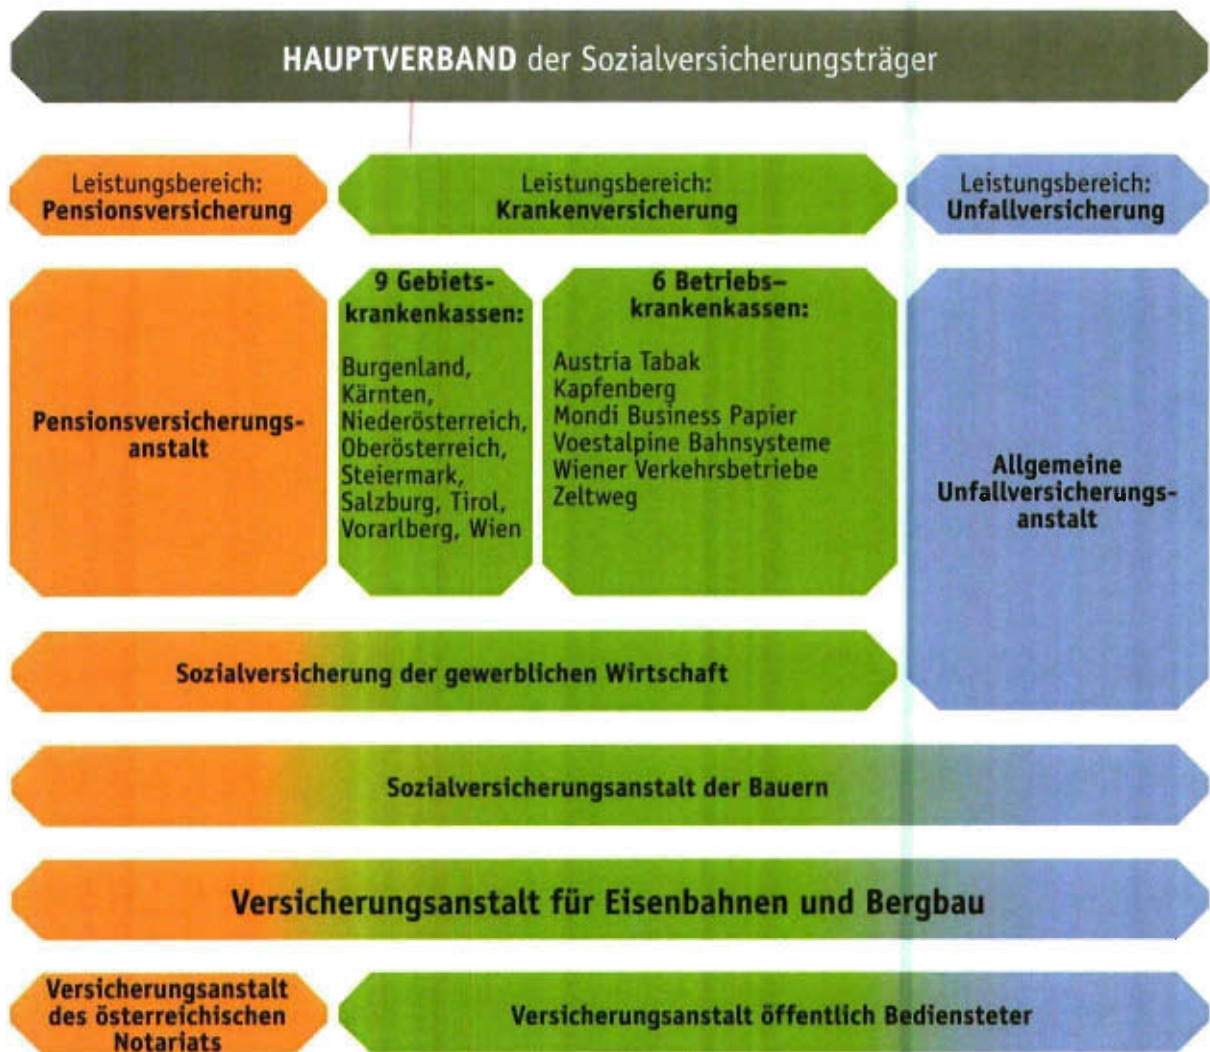 HAUPTVERBAND der Sozialversicherungsträger
Leistungsbereich:
Pensionsversicherung
Leistungsbereich:
Krankenversicherung
Leistungsbereich:
Unfallversicherung
Pensionsversicherungs-
anstalt
9 Gebiets-
krankenkassen:
Burgenland,
Kärnten,
Niederösterreich,
Oberösterreich,
Steiermark,
Salzburg, Tirol,
Vorarlberg, Wien
6 Betriebs–
krankenkassen:
Austria Tabak
Kapfenberg
Mondi Business Papier
Voestalpine Bahnsysteme
Wiener Verkehrsbetriebe
Zeltweg
Allgemeine
Unfallversicherungs-
anstalt
Sozialversicherung der gewerblichen Wirtschaft
Sozialversicherungsanstalt der Bauern
Versicherungsanstalt für Eisenbahnen und Bergbau
Versicherungsanstalt
des österreichischen
Notariats
Versicherungsanstalt öffentlich Bediensteter